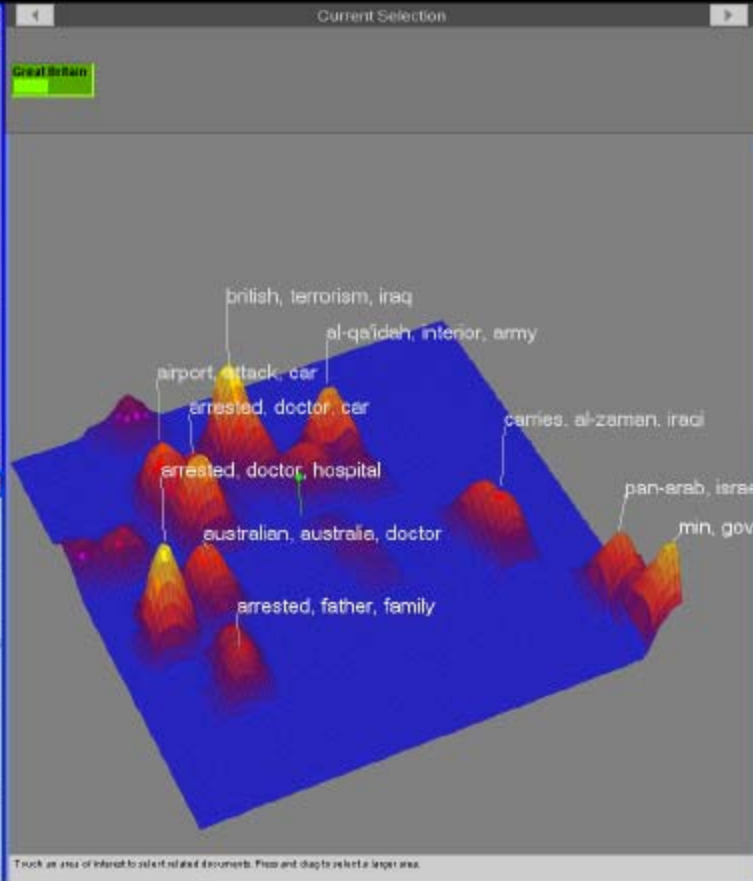 Current Selection
Great Britain
british, terrorism, iraq
al-qa'idah, interior, army
airport, attack, car
arrested, doctor, car
carries, al-zaman, iraqi
arrested, doctor, hospital
pan-arab, israe
min, gov
australian, australia, doctor
arrested, father, family
Touch an area of interest to select related documents. Press and drag to select a larger area.